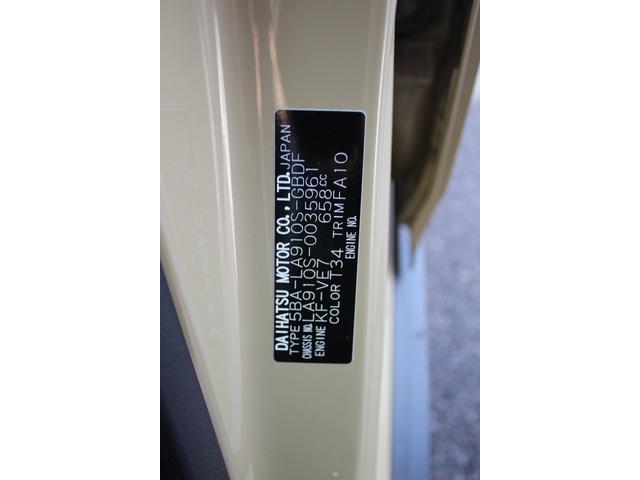 DAIHATSU MOTOR CO., LTD. JAPAN
TYPE 5BA-LA910S-GBDF
CHASSIS NO. LA910S-0035961
ENGINE KF-VE7 658CC
COLOR T34 TRIM FA10
ENGINE NO.